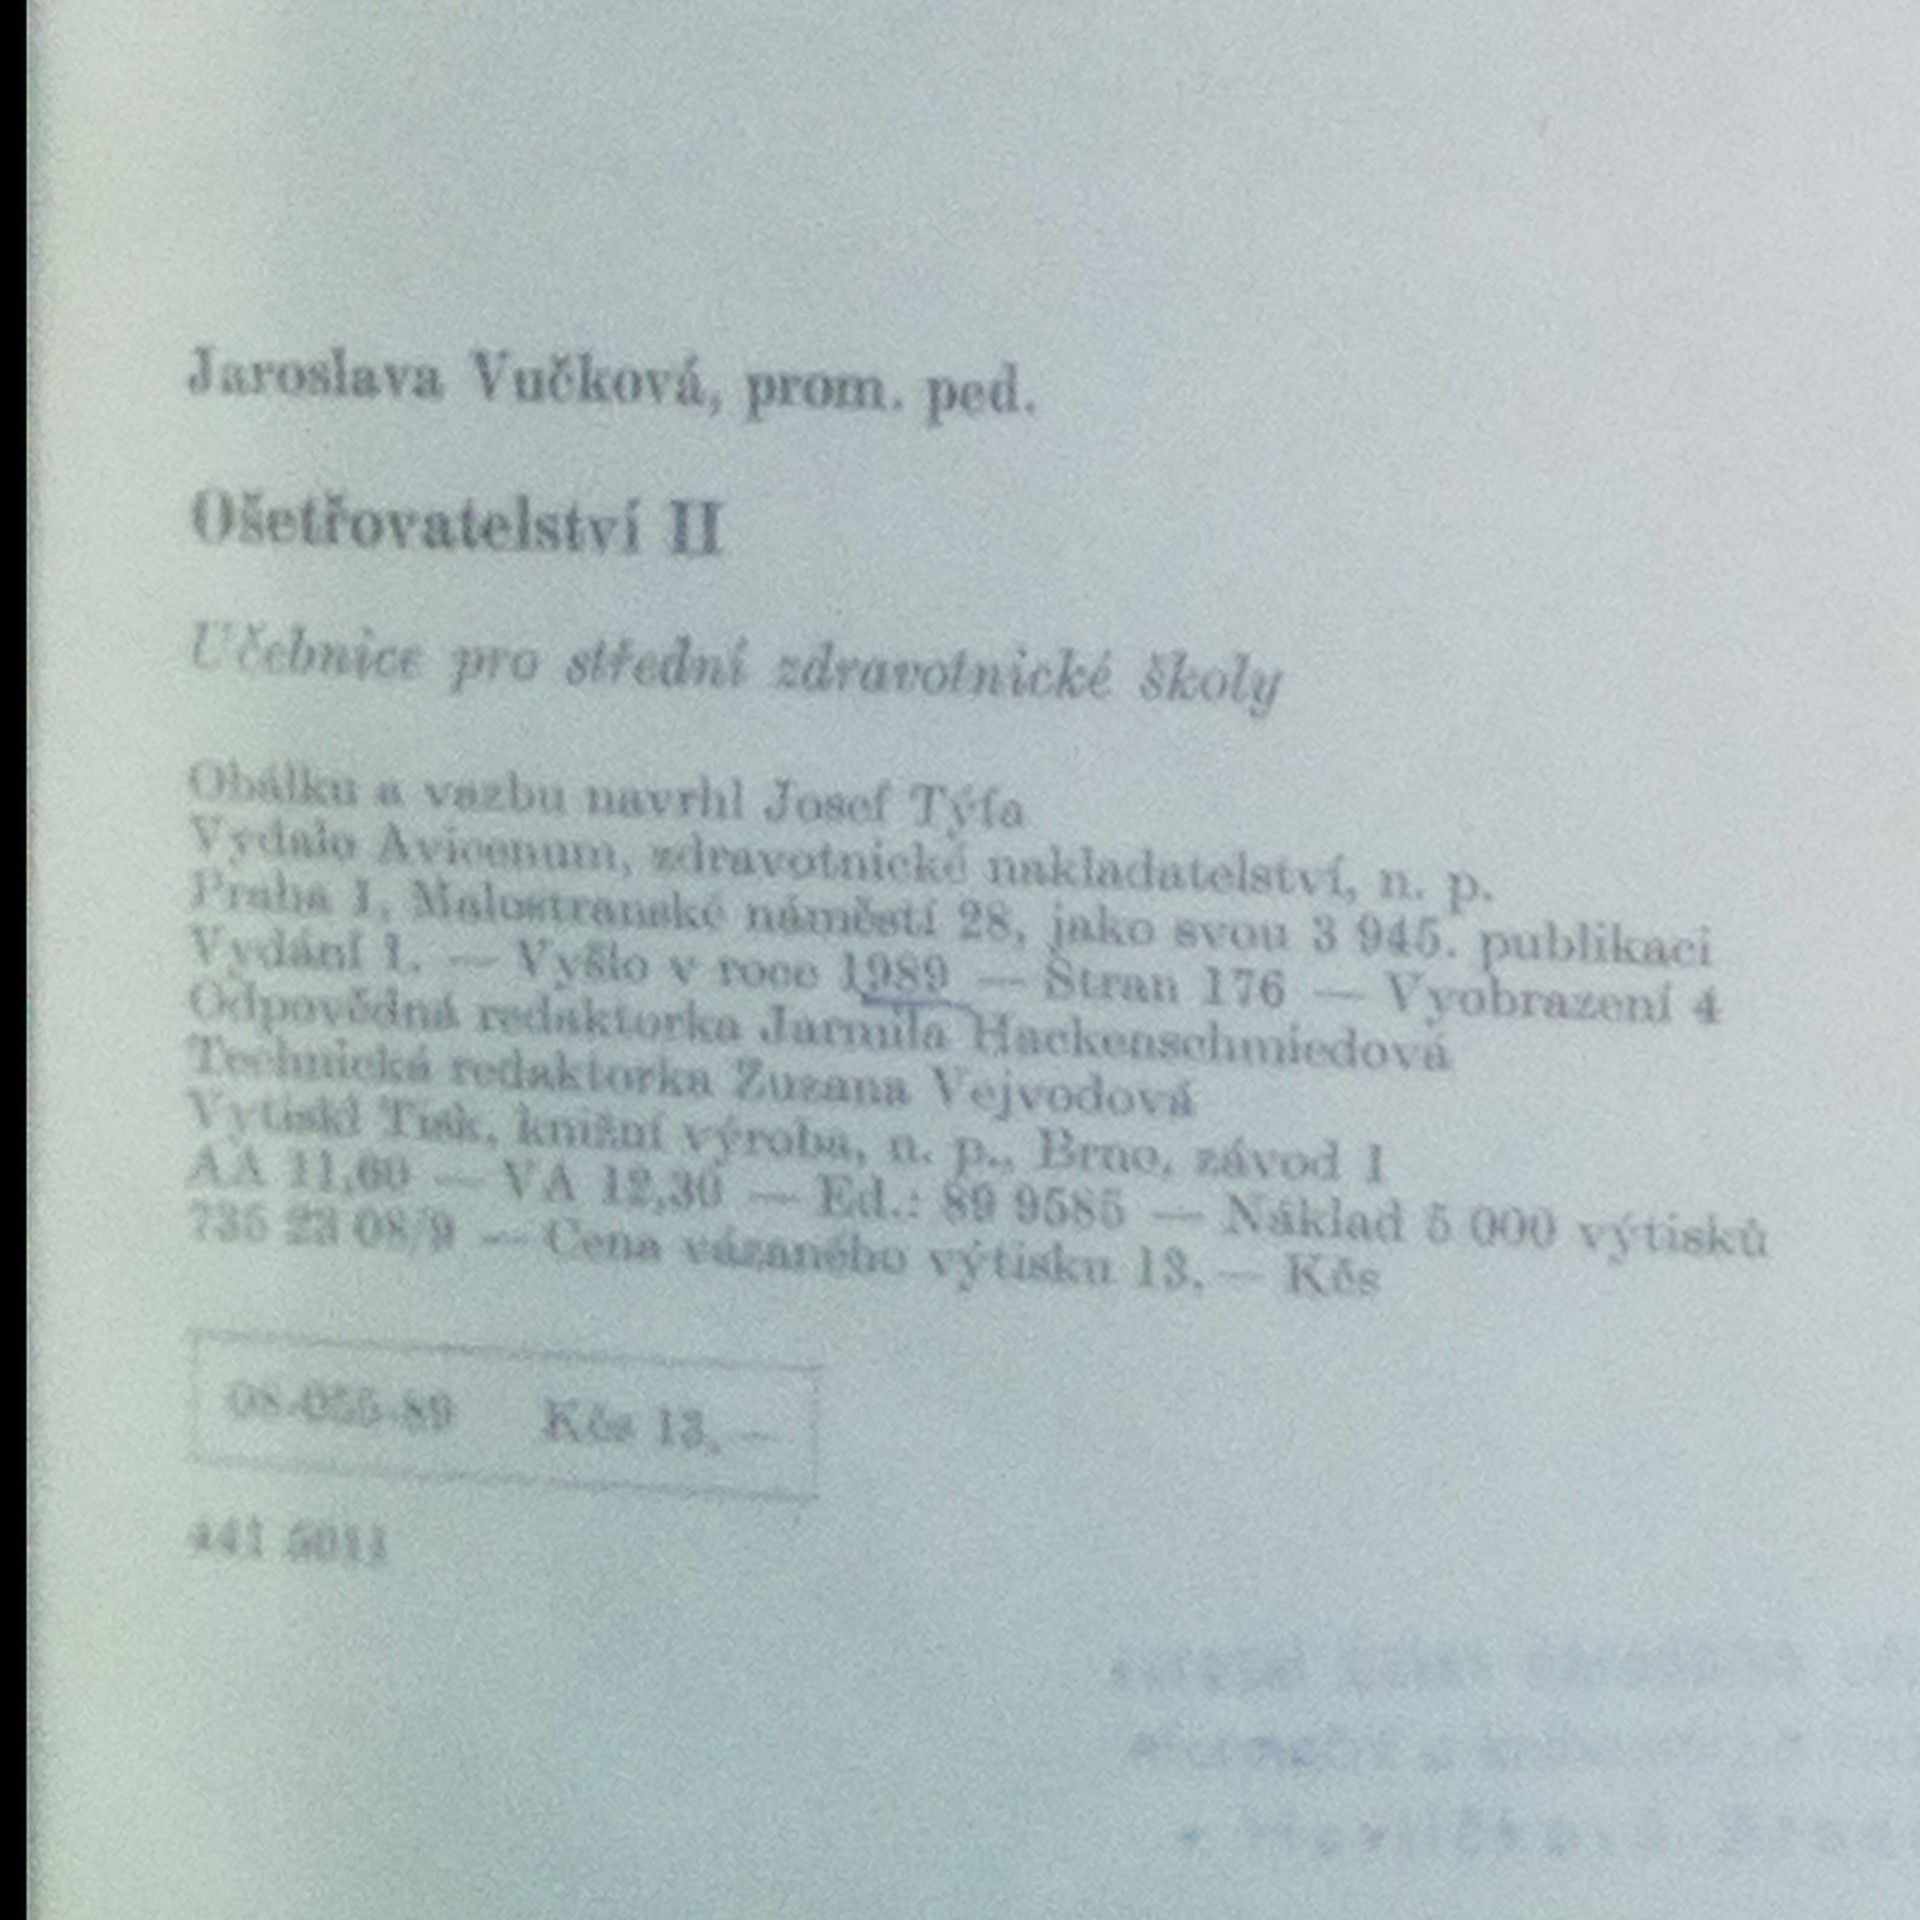 Jaroslava Vučková, prom. ped.
Ošetřovatelství II
Učebnice pro střední zdravotnické školy
Obálku a vazbu navrhl Josef Týfa
Vydalo Avicenum, zdravotnické nakladatelství, n. p.
Praha 1, Malostranské náměstí 28, jako svou 3 945. publikaci
Vydání 1. — Vyšlo v roce 1989 — Stran 176 — Vyobrazení 4
Odpovědná redaktorka Jarmila Hackenschmiedová
Technická redaktorka Zuzana Vejvodová
Vytiskl Tisk, knižní výroba, n. p., Brno, závod 1
AA 11,60 — VA 12,30 — Ed.: 89 9585 — Náklad 5 000 výtisků
735 23 08/9 — Cena vázaného výtisku 13.— Kčs
08-055-89 Kčs 13,—